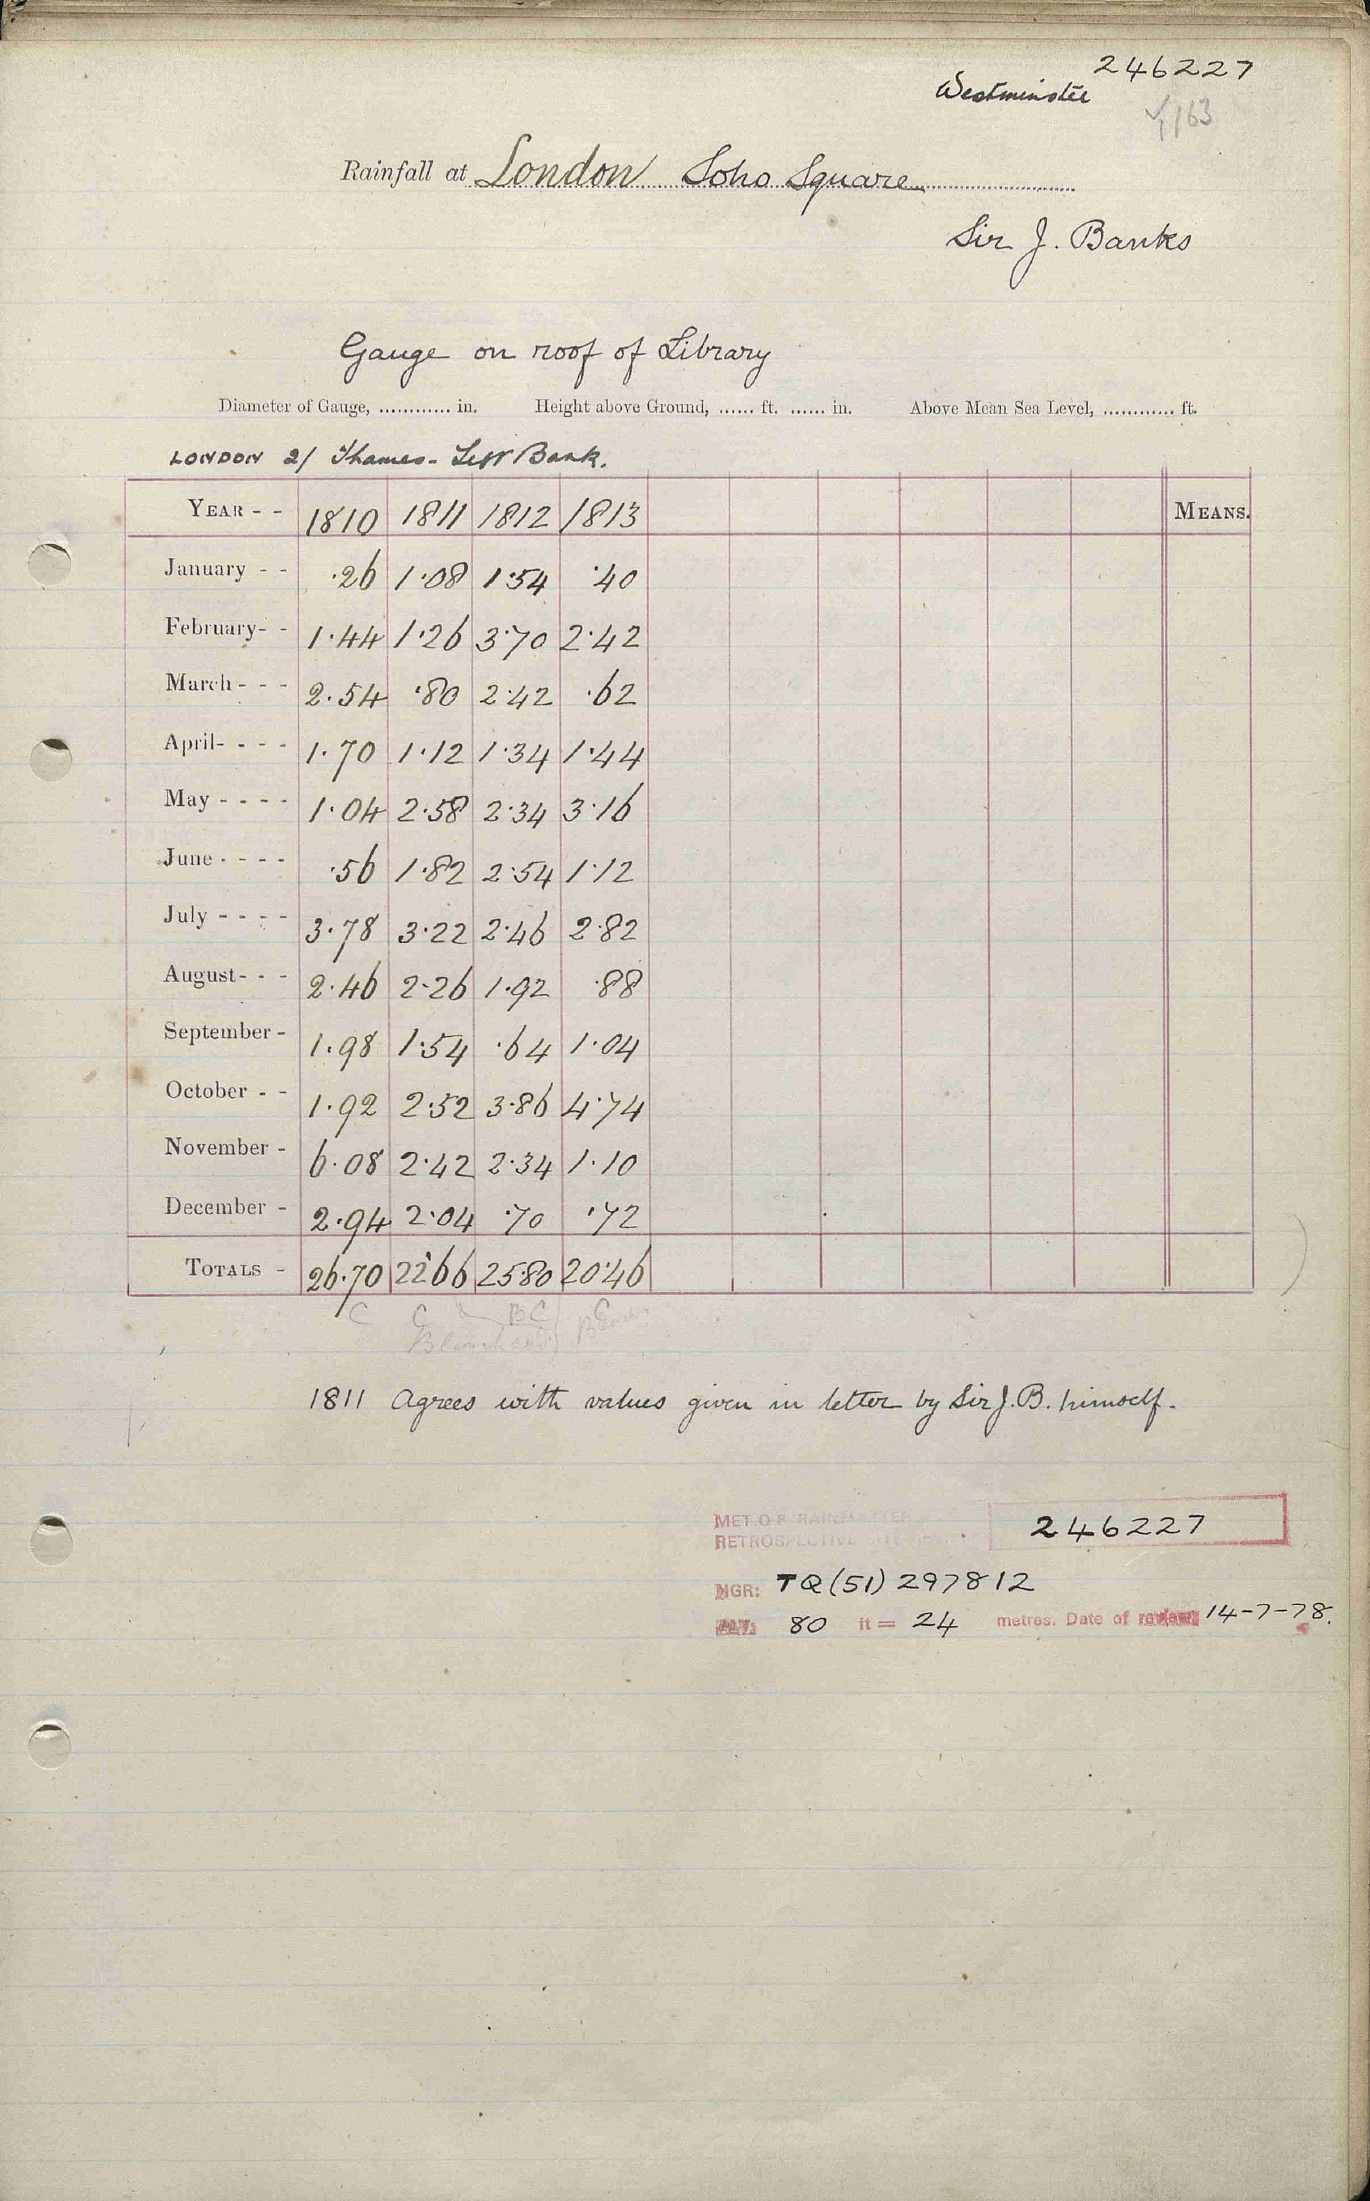 246227
Westminster
Rainfall at London Soho Square
Sir J. Banks
Gauge on roof of Library
Diameter of Gauge, ............ in. Height above Ground, ...... ft. ...... in. Above Mean Sea Level, ............ ft.
LONDON 2/ Thames - Left Bank.
YEAR - - 1810 1811 1812 1813 MEANS.
January - - .26 1.08 1.54 .40
February - - 1.44 1.26 3.70 2.42
March - - - 2.54 .80 2.42 .62
April - - - - 1.70 1.12 1.34 1.44
May - - - - 1.04 2.58 2.34 3.16
June - - - - .56 1.82 2.54 1.12
July - - - - 3.78 3.22 2.46 2.82
August - - - 2.46 2.26 1.92 .88
September - 1.98 1.54 .64 1.04
October - - 1.92 2.52 3.86 4.74
November - 6.08 2.42 2.34 1.10
December - 2.94 2.04 .70 .72
TOTALS - 26.70 22.66 25.80 20.46
C C BC C
1811 Agrees with values given in letter by Sir J. B. himself.
MET.O.8 246227
RETROSPECTIVE
NGR: TQ (51) 297812
ALT: 80 ft = 24 metres. Date of review 14-7-78.